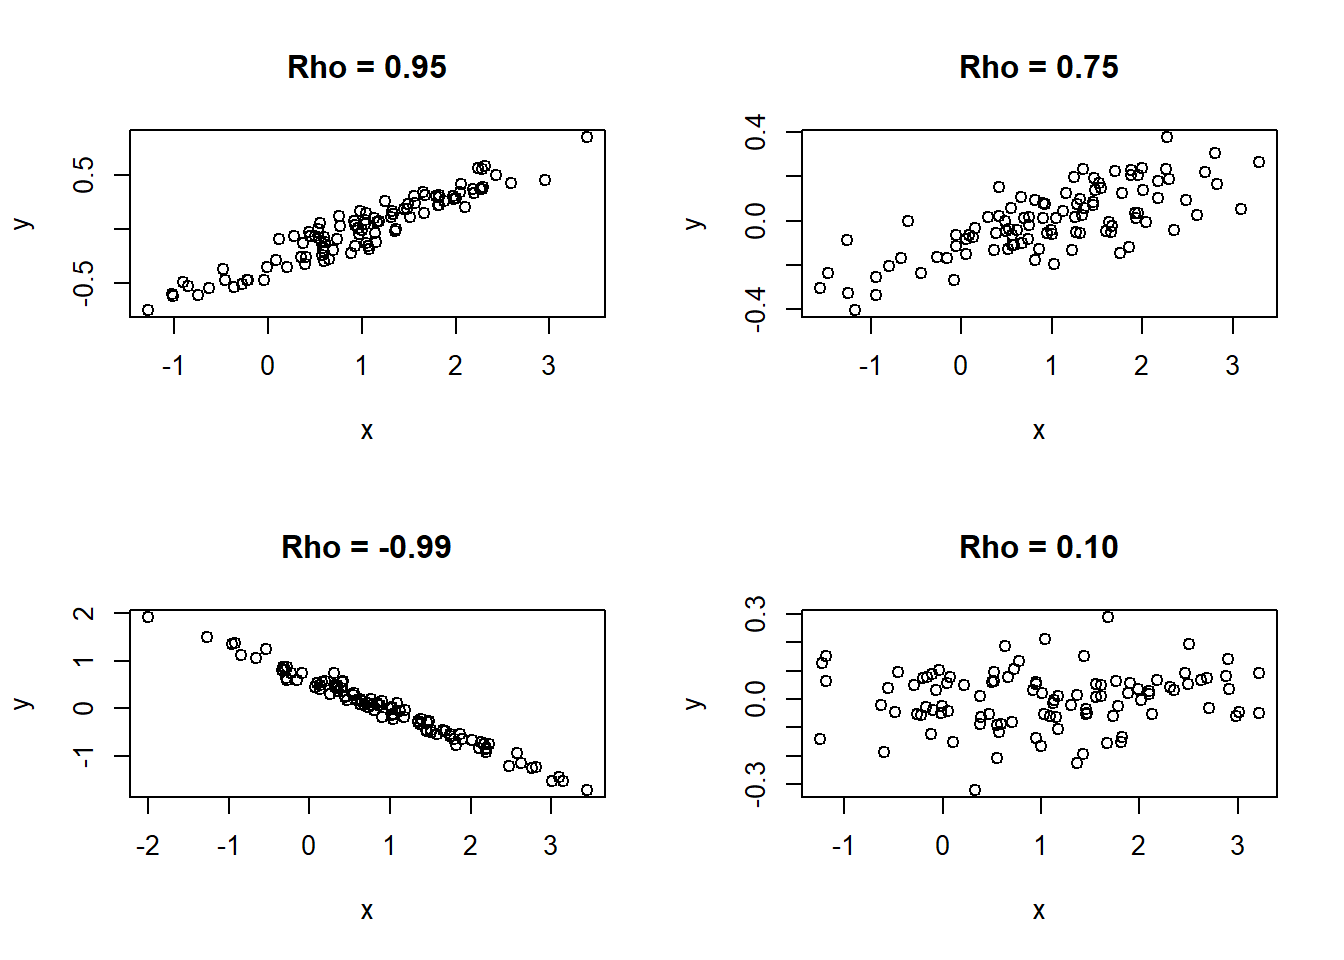 Rho = 0.95
y
0.5
-0.5
-1 0 1 2 3
x
Rho = 0.75
y
0.4
0.0
-0.4
-1 0 1 2 3
x
Rho = -0.99
y
2
1
0
-1
-2 -1 0 1 2 3
x
Rho = 0.10
y
0.3
0.0
-0.3
-1 0 1 2 3
x